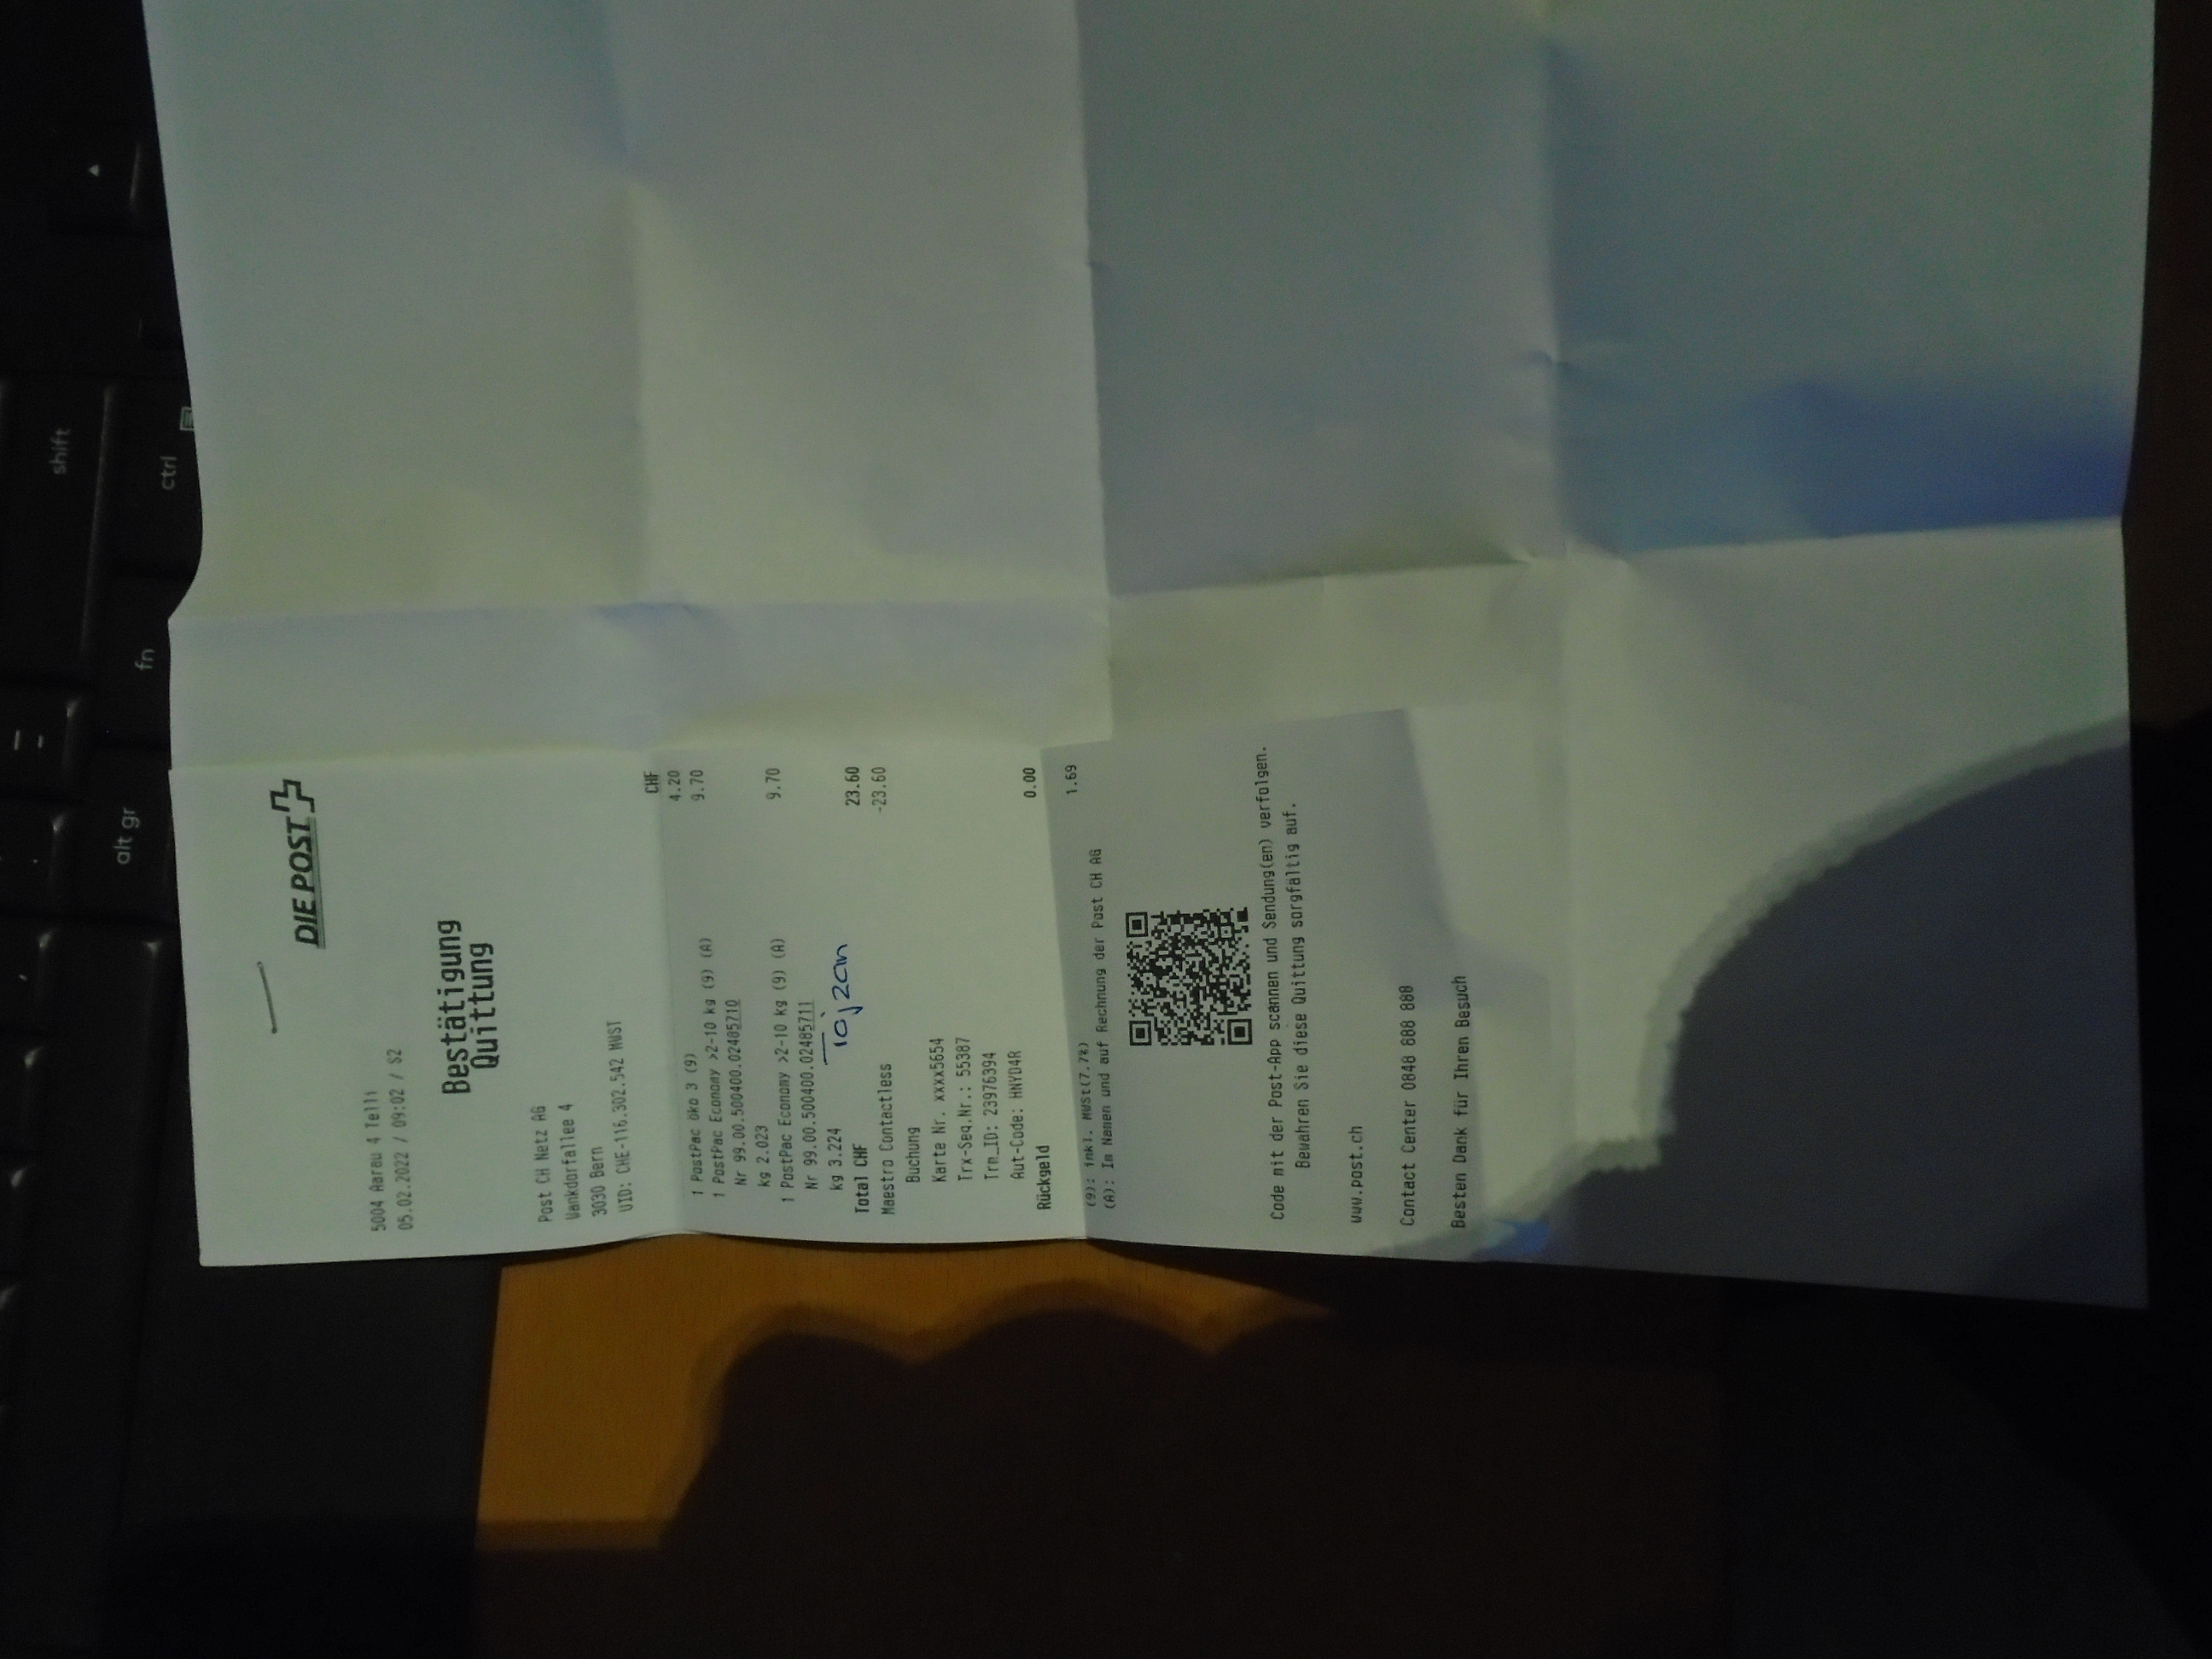 DIE POST
5004 Aarau 4 Telli
05.02.2022 / 09:02 / S2
Bestätigung
Quittung
Post CH Netz AG
Wankdorfallee 4
3030 Bern
UID: CHE-116.302.542 MWST
CHF
1 PostPac öko 3 (9) 4.20
1 PostPac Economy >2-10 kg (9) (A) 9.70
Nr 99.00.500400.02485710
kg 2.023
1 PostPac Economy >2-10 kg (9) (A) 9.70
Nr 99.00.500400.02485711
kg 3.224
Total CHF 23.60
Maestro Contactless -23.60
Buchung
Karte Nr. xxxx5654
Trx-Seq.Nr.: 55387
Trm_ID: 23976394
Aut-Code: HNYD4R
Rückgeld 0.00
(9): inkl. MWSt(7.7%) 1.69
(A): Im Namen und auf Rechnung der Post CH AG
Code mit der Post-App scannen und Sendung(en) verfolgen.
Bewahren Sie diese Quittung sorgfältig auf.
www.post.ch
Contact Center 0848 888 888
Besten Dank für Ihren Besuch
shift
ctrl
fn
alt gr